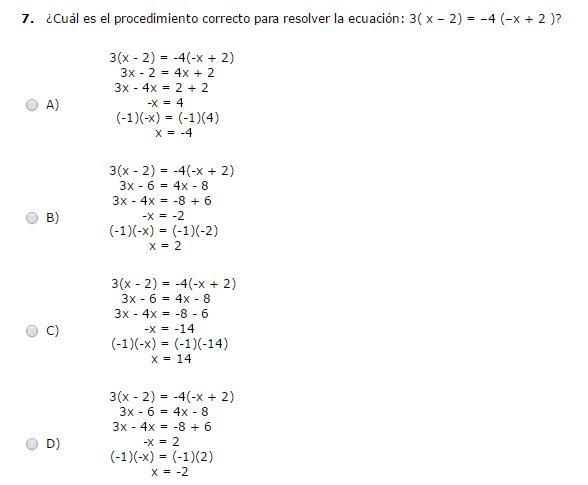 7. ¿Cuál es el procedimiento correcto para resolver la ecuación: 3( x – 2) = –4 (–x + 2 )?
3(x - 2) = -4(-x + 2)
3x - 2 = 4x + 2
3x - 4x = 2 + 2
A) -x = 4
(-1)(-x) = (-1)(4)
x = -4
3(x - 2) = -4(-x + 2)
3x - 6 = 4x - 8
3x - 4x = -8 + 6
B) -x = -2
(-1)(-x) = (-1)(-2)
x = 2
3(x - 2) = -4(-x + 2)
3x - 6 = 4x - 8
3x - 4x = -8 - 6
C) -x = -14
(-1)(-x) = (-1)(-14)
x = 14
3(x - 2) = -4(-x + 2)
3x - 6 = 4x - 8
3x - 4x = -8 + 6
D) -x = 2
(-1)(-x) = (-1)(2)
x = -2